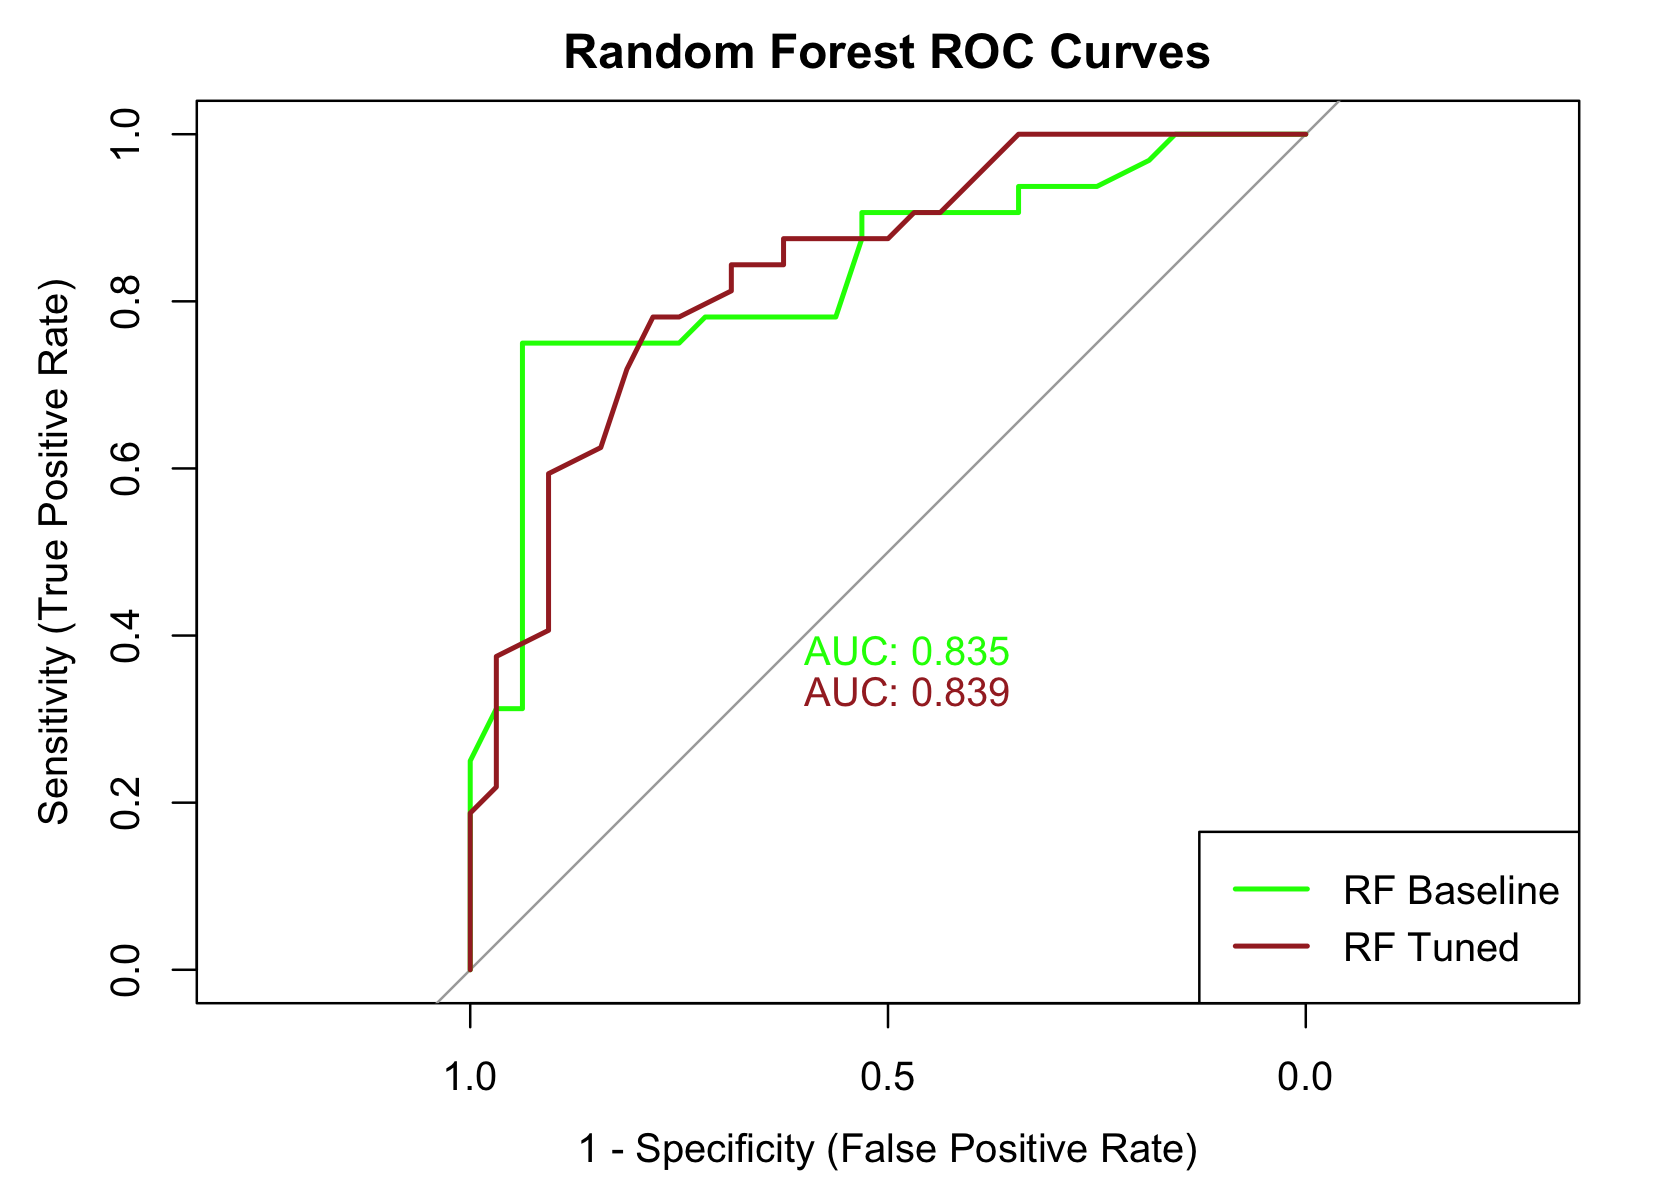 Random Forest ROC Curves
Sensitivity (True Positive Rate)
1.0
0.8
0.6
0.4
0.2
0.0
AUC: 0.835
AUC: 0.839
RF Baseline
RF Tuned
1.0
0.5
0.0
1 - Specificity (False Positive Rate)